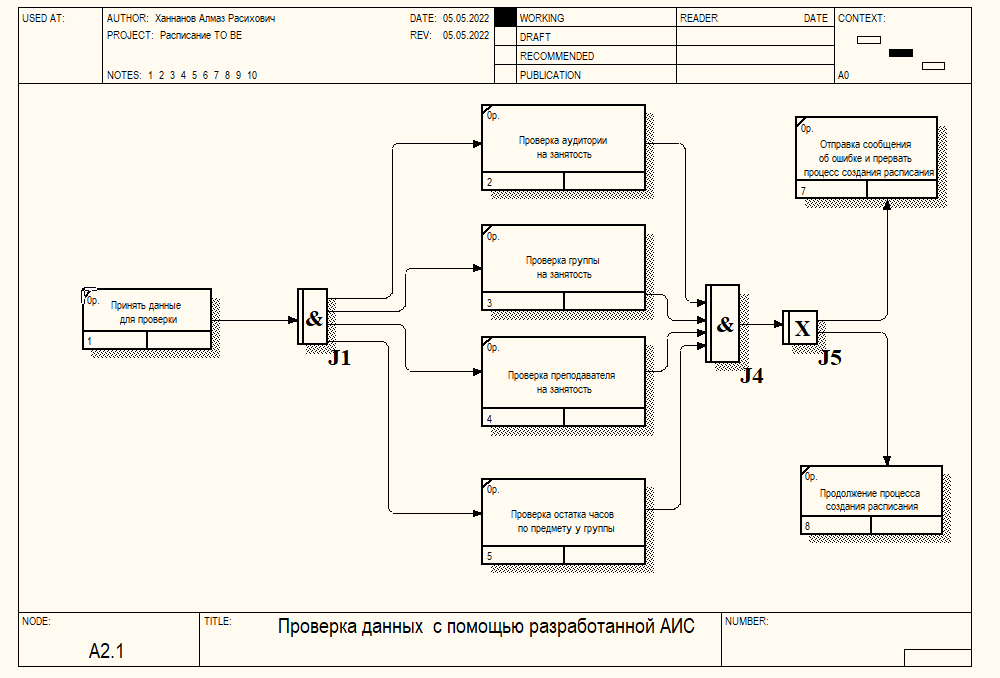 USED AT:
AUTHOR: Ханнанов Алмаз Расихович
DATE: 05.05.2022
PROJECT: Расписание TO BE
REV: 05.05.2022
NOTES: 1 2 3 4 5 6 7 8 9 10
WORKING
DRAFT
RECOMMENDED
PUBLICATION
READER
DATE
CONTEXT:
A0
0р.
Принять данные
для проверки
1
&
J1
0р.
Проверка аудитории
на занятость
2
0р.
Проверка группы
на занятость
3
0р.
Проверка преподавателя
на занятость
4
0р.
Проверка остатка часов
по предмету у группы
5
&
J4
X
J5
0р.
Отправка сообщения
об ошибке и прервать
процесс создания расписания
7
0р.
Продолжение процесса
создания расписания
8
NODE:
A2.1
TITLE:
Проверка данных с помощью разработанной АИС
NUMBER: